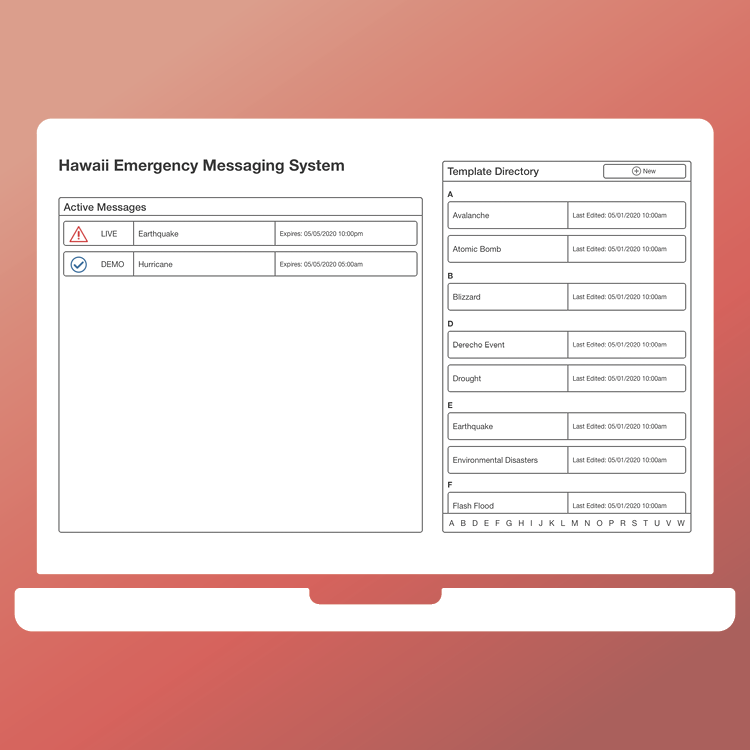 Hawaii Emergency Messaging System
Active Messages
LIVE Earthquake Expires: 05/05/2020 10:00pm
DEMO Hurricane Expires: 05/05/2020 05:00am
Template Directory New
A
Avalanche Last Edited: 05/01/2020 10:00am
Atomic Bomb Last Edited: 05/01/2020 10:00am
B
Blizzard Last Edited: 05/01/2020 10:00am
D
Derecho Event Last Edited: 05/01/2020 10:00am
Drought Last Edited: 05/01/2020 10:00am
E
Earthquake Last Edited: 05/01/2020 10:00am
Environmental Disasters Last Edited: 05/01/2020 10:00am
F
Flash Flood Last Edited: 05/01/2020 10:00am
A B D E F G H I J K L M N O P R S T U V W